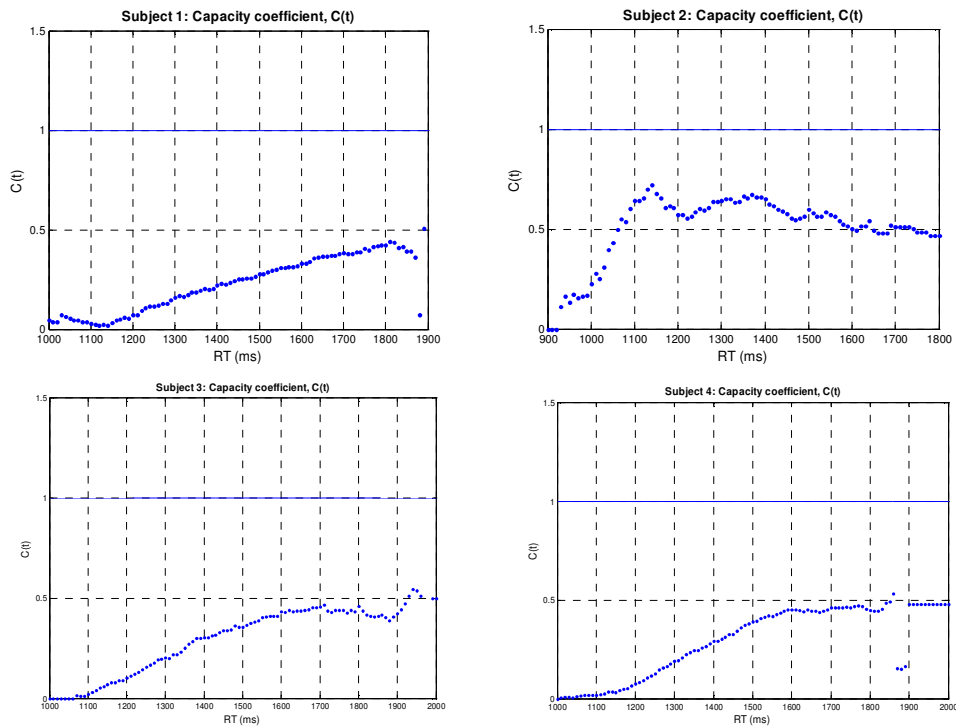 Subject 1: Capacity coefficient, C(t)
1.5
1
0.5
0
C(t)
1000 1100 1200 1300 1400 1500 1600 1700 1800 1900
RT (ms)
Subject 2: Capacity coefficient, C(t)
1.5
1
0.5
0
C(t)
900 1000 1100 1200 1300 1400 1500 1600 1700 1800
RT (ms)
Subject 3: Capacity coefficient, C(t)
1.5
1
0.5
0
C(t)
1000 1100 1200 1300 1400 1500 1600 1700 1800 1900 2000
RT (ms)
Subject 4: Capacity coefficient, C(t)
1.5
1
0.5
0
C(t)
1000 1100 1200 1300 1400 1500 1600 1700 1800 1900 2000
RT (ms)